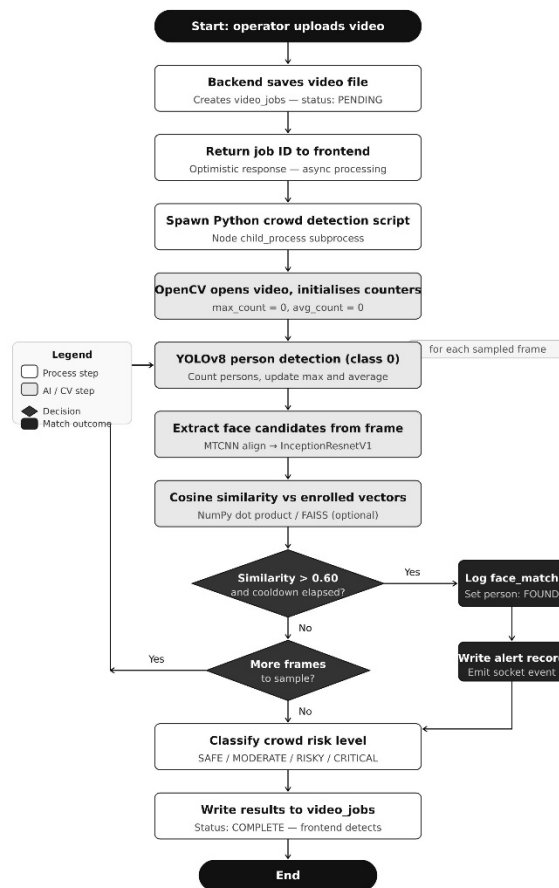 Start: operator uploads video
Backend saves video file
Creates video_jobs — status: PENDING
Return job ID to frontend
Optimistic response — async processing
Spawn Python crowd detection script
Node child_process subprocess
OpenCV opens video, initialises counters
max_count = 0, avg_count = 0
for each sampled frame
YOLOv8 person detection (class 0)
Count persons, update max and average
Legend
Process step
AI / CV step
Decision
Match outcome
Extract face candidates from frame
MTCNN align → InceptionResnetV1
Cosine similarity vs enrolled vectors
NumPy dot product / FAISS (optional)
Similarity > 0.60
and cooldown elapsed?
Yes
Log face_match
Set person: FOUND
No
Yes
More frames
to sample?
Write alert record
Emit socket event
No
Classify crowd risk level
SAFE / MODERATE / RISKY / CRITICAL
Write results to video_jobs
Status: COMPLETE — frontend detects
End